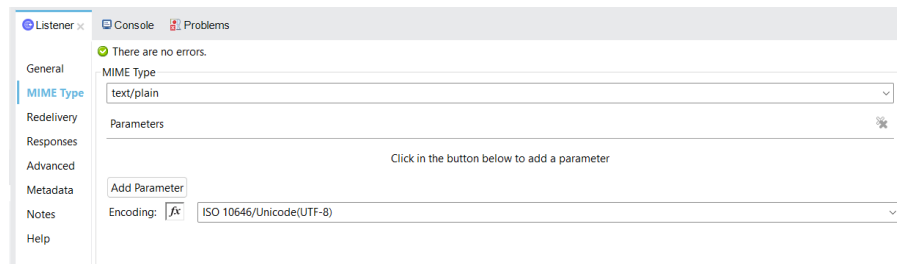 Listener
Console
Problems
There are no errors.
General
MIME Type
MIME Type
text/plain
Redelivery
Parameters
Responses
Click in the button below to add a parameter
Advanced
Metadata
Add Parameter
Notes
Encoding: fx ISO 10646/Unicode(UTF-8)
Help